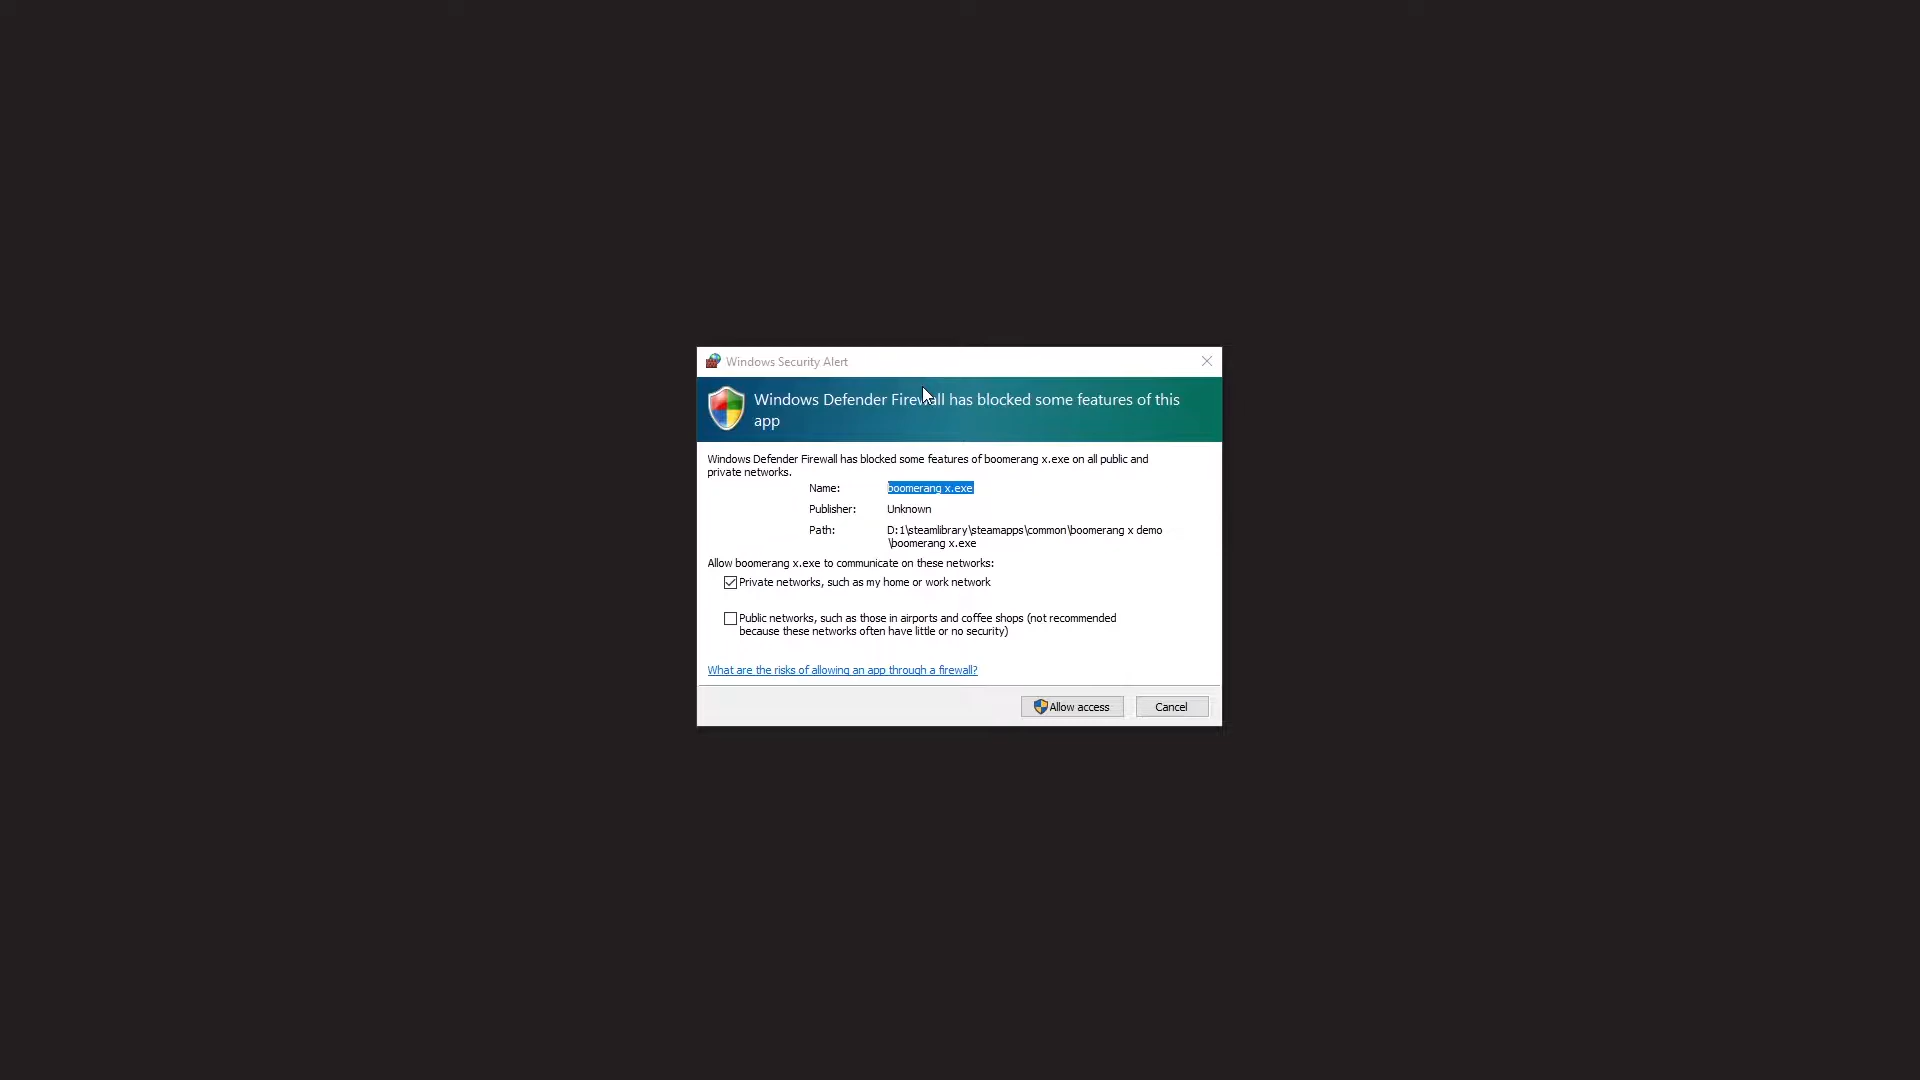 Windows Security Alert
Windows Defender Firewall has blocked some features of this
app
Windows Defender Firewall has blocked some features of boomerang x.exe on all public and
private networks.
Name: boomerang x.exe
Publisher: Unknown
Path: D:1\steamlibrary\steamapps\common\boomerang x demo
\boomerang x.exe
Allow boomerang x.exe to communicate on these networks:
Private networks, such as my home or work network
Public networks, such as those in airports and coffee shops (not recommended
because these networks often have little or no security)
What are the risks of allowing an app through a firewall?
Allow access Cancel